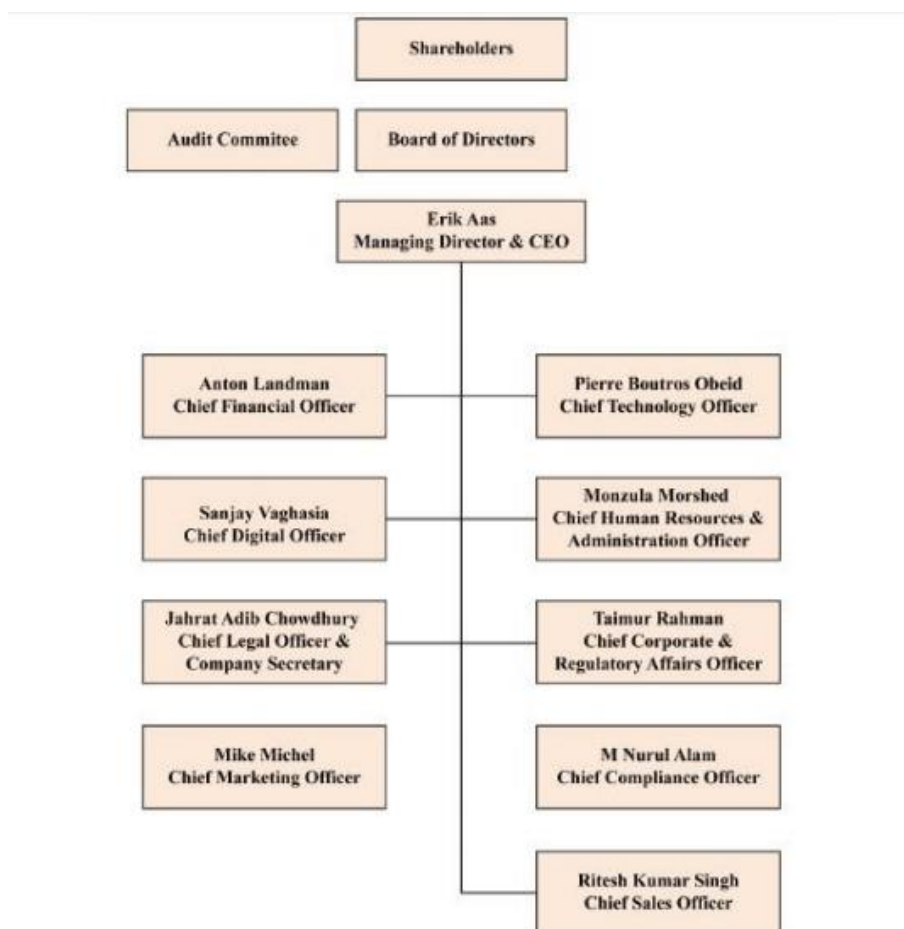 Shareholders
Audit Commitee
Board of Directors
Erik Aas
Managing Director & CEO
Anton Landman
Chief Financial Officer
Pierre Boutros Obeid
Chief Technology Officer
Sanjay Vaghasia
Chief Digital Officer
Monzula Morshed
Chief Human Resources &
Administration Officer
Jahrat Adib Chowdhury
Chief Legal Officer &
Company Secretary
Taimur Rahman
Chief Corporate &
Regulatory Affairs Officer
Mike Michel
Chief Marketing Officer
M Nurul Alam
Chief Compliance Officer
Ritesh Kumar Singh
Chief Sales Officer